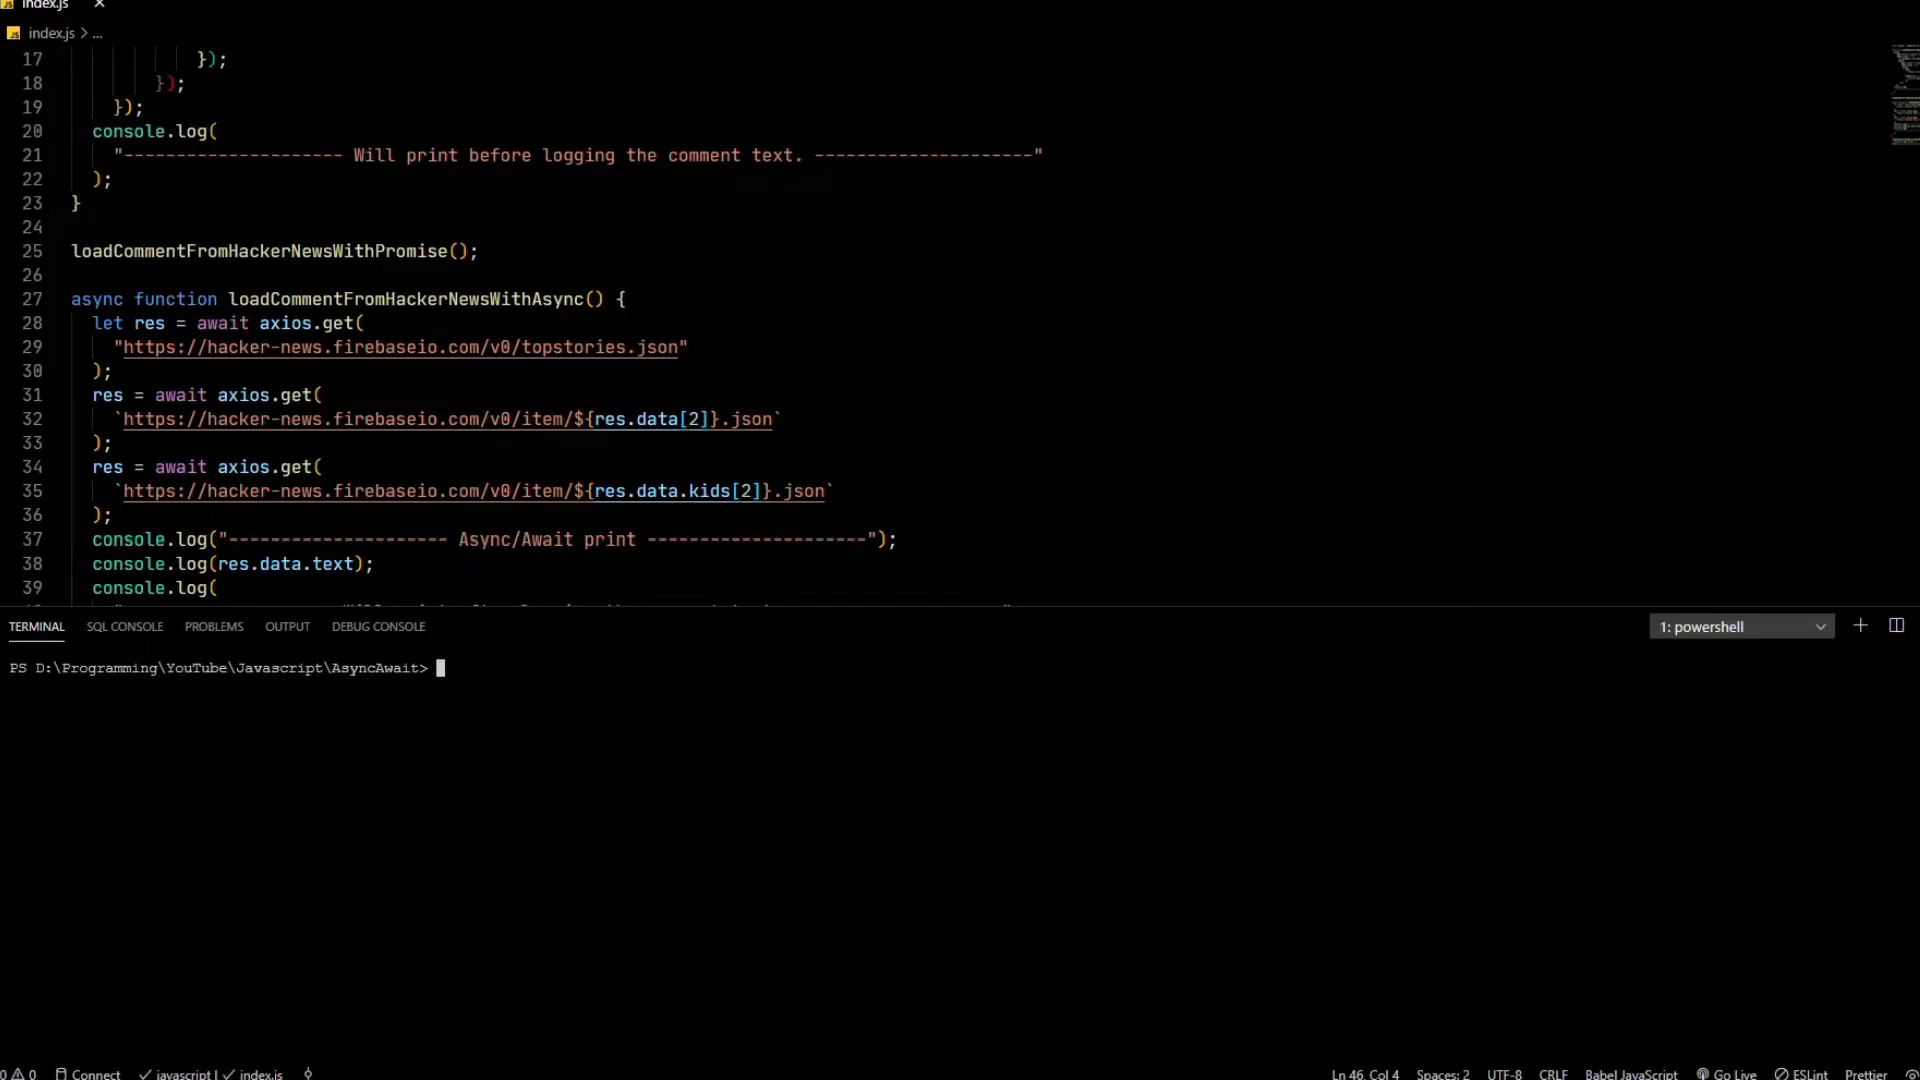 index.js ×
index.js > ...
17 });
18 });
19 });
20 console.log(
21 "--------------------- Will print before logging the comment text. ---------------------"
22 );
23 }
24
25 loadCommentFromHackerNewsWithPromise();
26
27 async function loadCommentFromHackerNewsWithAsync() {
28 let res = await axios.get(
29 "https://hacker-news.firebaseio.com/v0/topstories.json"
30 );
31 res = await axios.get(
32 `https://hacker-news.firebaseio.com/v0/item/${res.data[2]}.json`
33 );
34 res = await axios.get(
35 `https://hacker-news.firebaseio.com/v0/item/${res.data.kids[2]}.json`
36 );
37 console.log("--------------------- Async/Await print ---------------------");
38 console.log(res.data.text);
39 console.log(
TERMINAL SQL CONSOLE PROBLEMS OUTPUT DEBUG CONSOLE 1: powershell
PS D:\Programming\YouTube\Javascript\AsyncAwait>
0 0 Connect javascript | index.js Ln 46, Col 4 Spaces: 2 UTF-8 CRLF Babel JavaScript Go Live ESLint Prettier